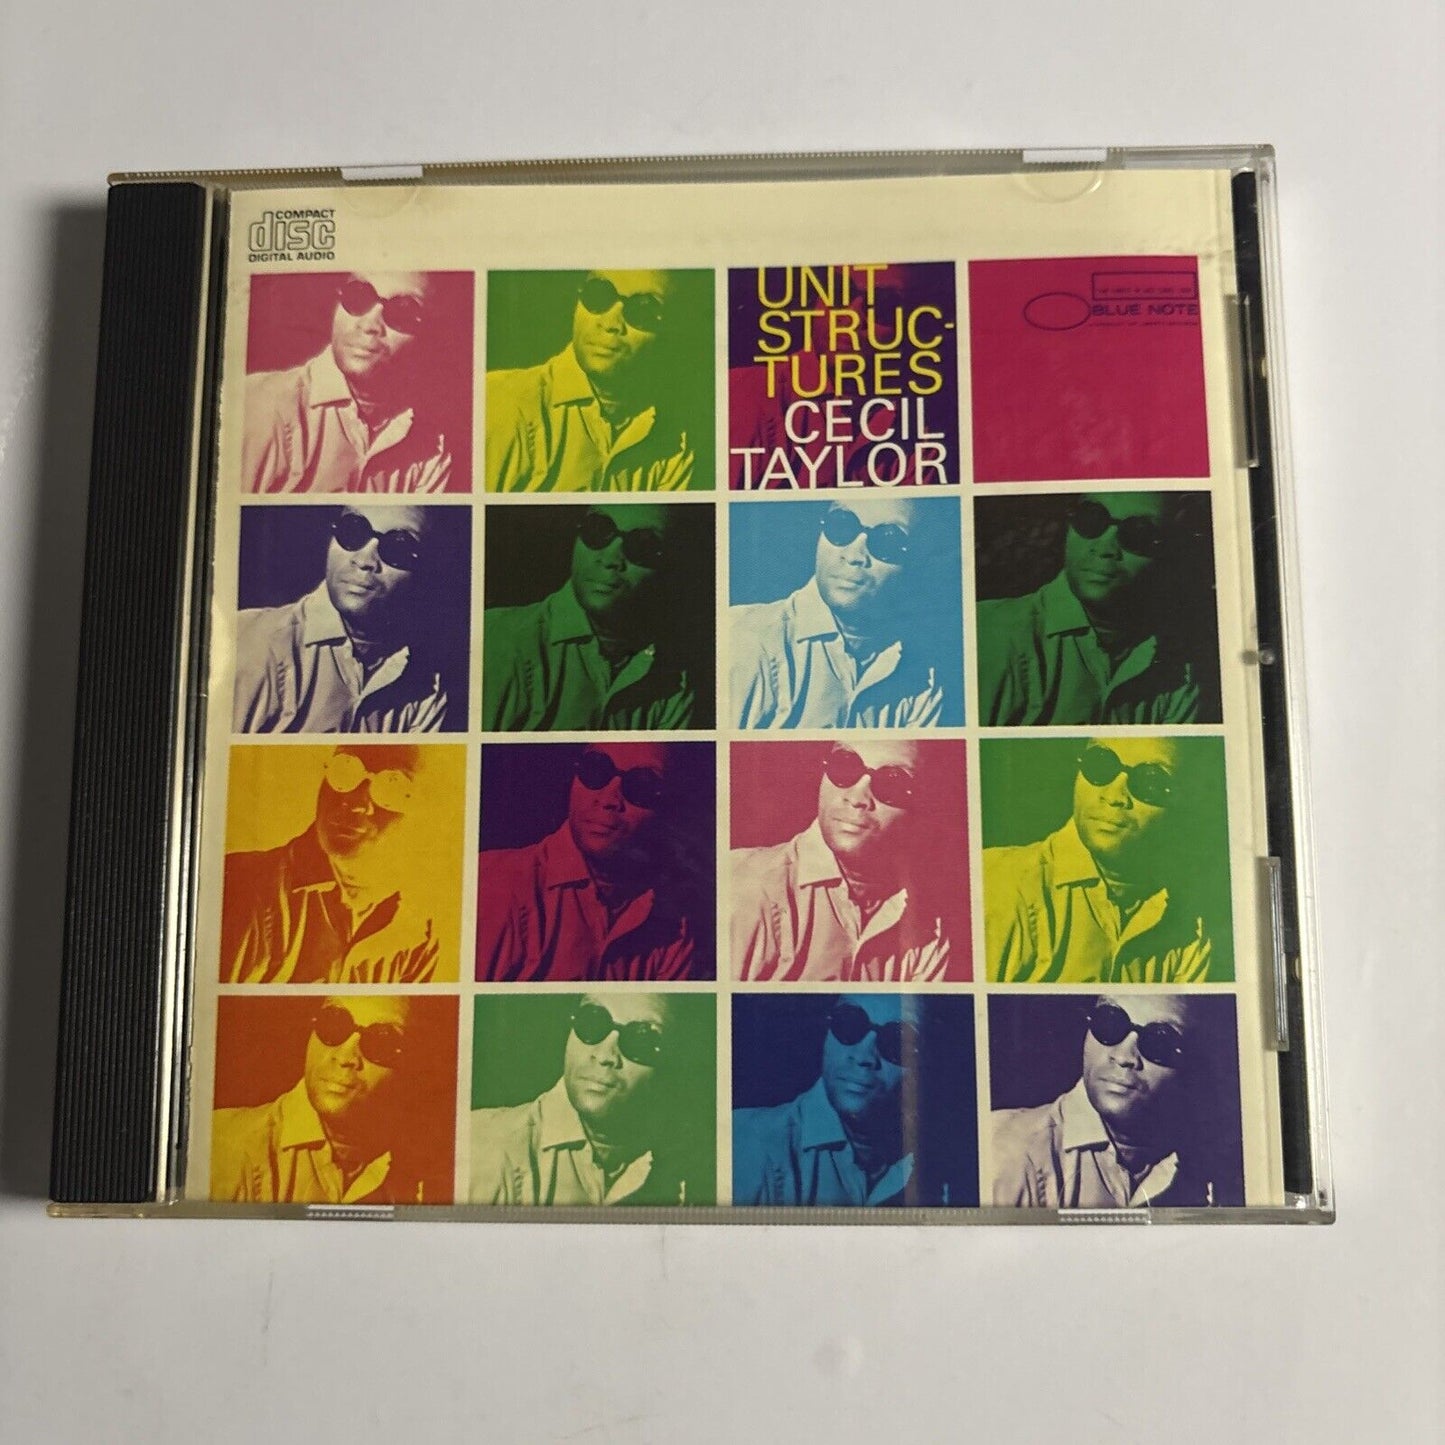 COMPACT
disc
DIGITAL AUDIO
UNIT
STRUC-
TURES
CECIL
TAYLOR
BLUE NOTE